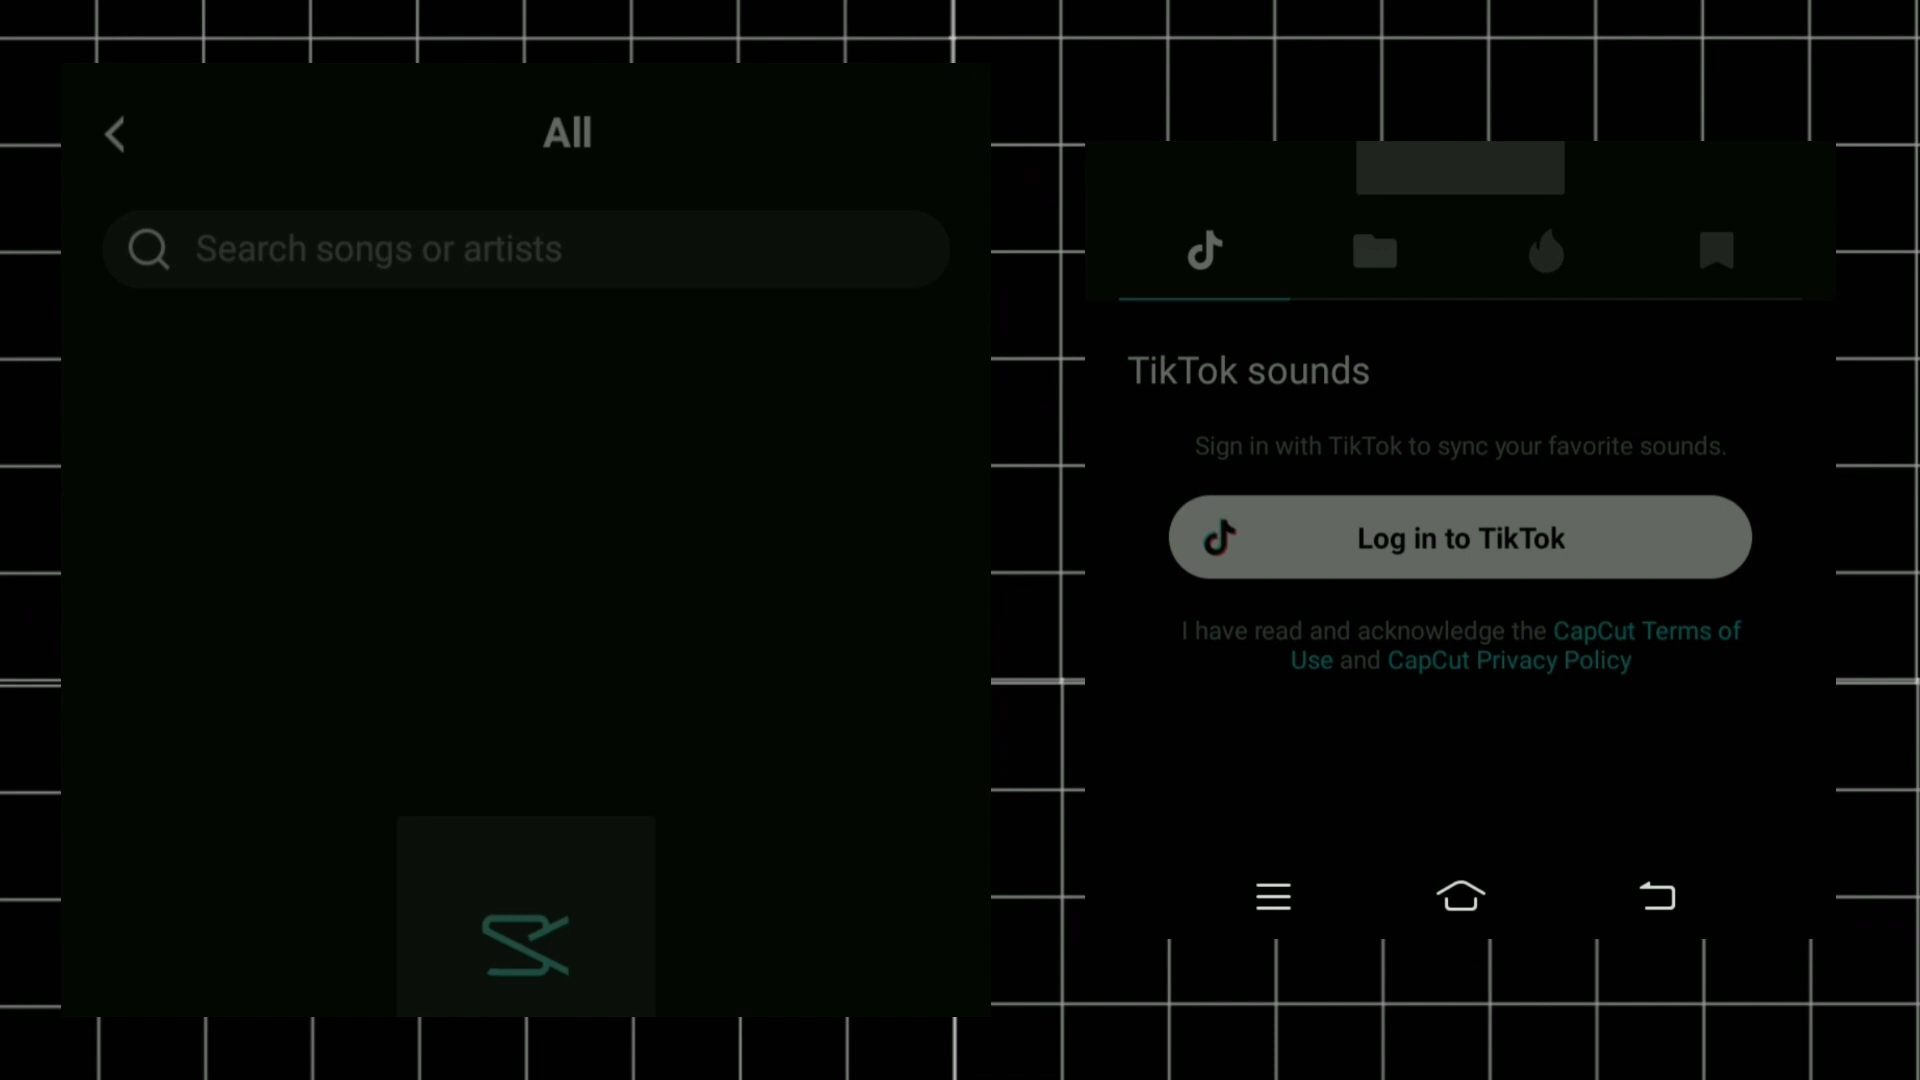 All
Search songs or artists
TikTok sounds
Sign in with TikTok to sync your favorite sounds.
Log in to TikTok
I have read and acknowledge the CapCut Terms of
Use and CapCut Privacy Policy